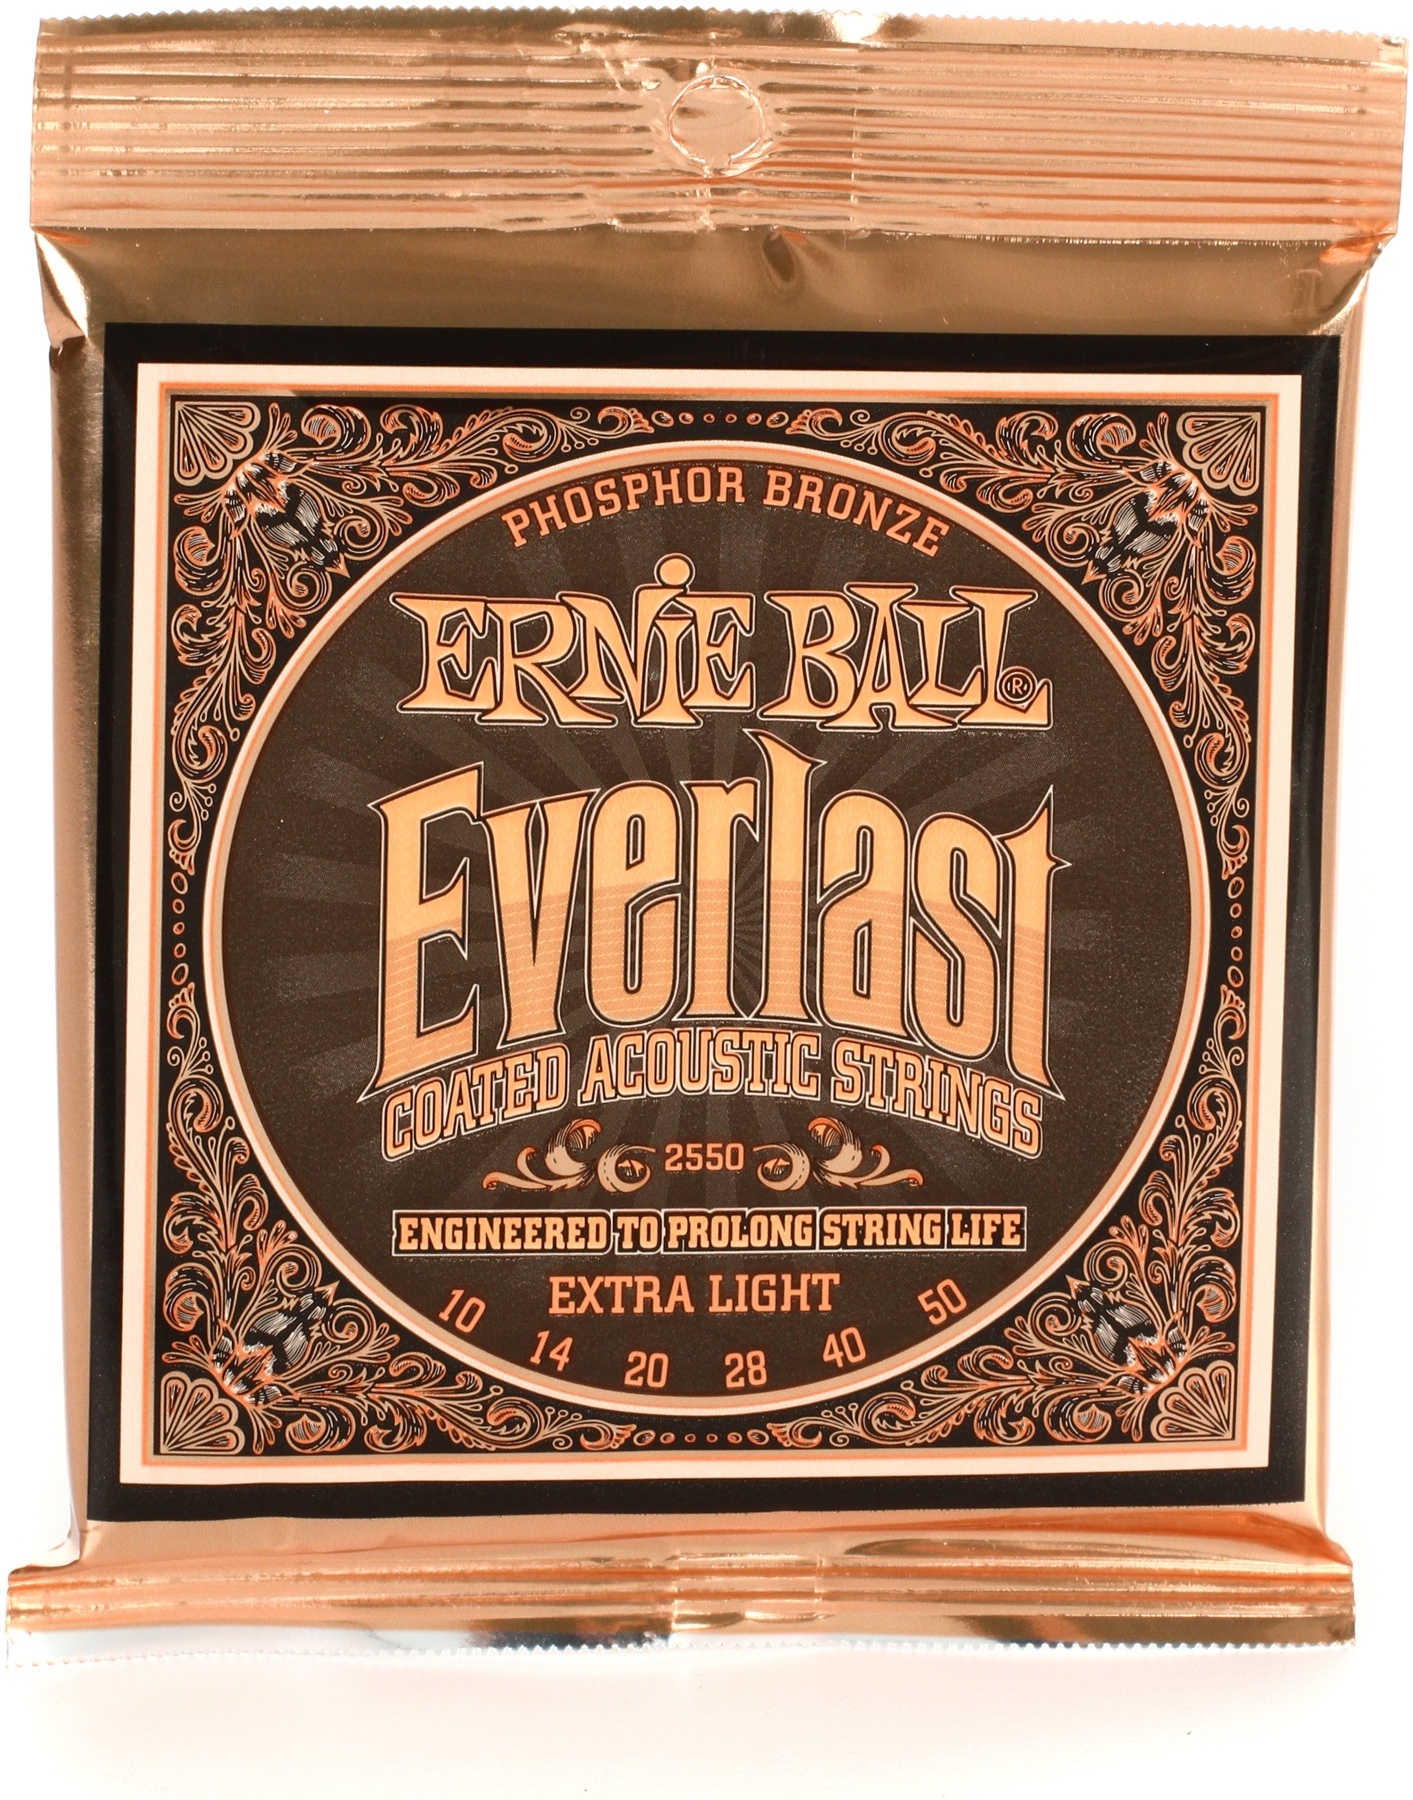 PHOSPHOR BRONZE
ERNIE BALL ®
Everlast
COATED ACOUSTIC STRINGS
2550
ENGINEERED TO PROLONG STRING LIFE
EXTRA LIGHT
10 14 20 28 40 50